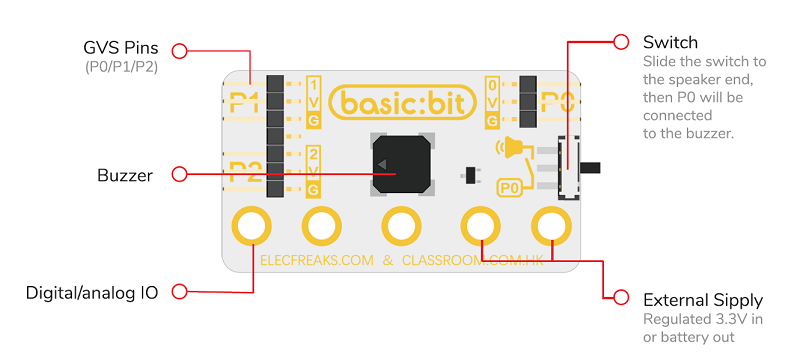 GVS Pins
(P0/P1/P2)
Buzzer
Digital/analog IO
P1
1
V
G
P2
2
V
G
basic:bit
0
V
G
P0
P0
ELECFREAKS.COM & CLASSROOM.COM.HK
Switch
Slide the switch to
the speaker end,
then P0 will be
connected
to the buzzer.
External Sipply
Regulated 3.3V in
or battery out